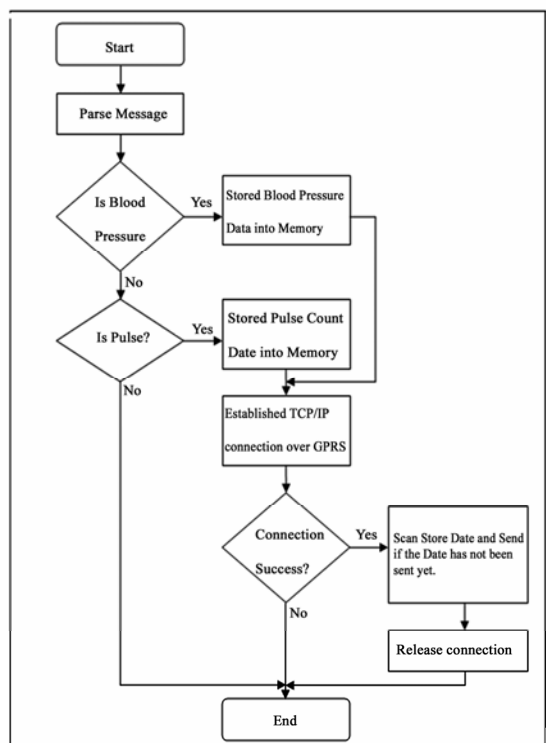 Start
Parse Message
Is Blood
Pressure
Yes
Stored Blood Pressure
Data into Memory
No
Is Pulse?
Yes
Stored Pulse Count
Date into Memory
No
Established TCP/IP
connection over GPRS
Connection
Success?
Yes
Scan Store Date and Send
if the Date has not been
sent yet.
No
Release connection
End